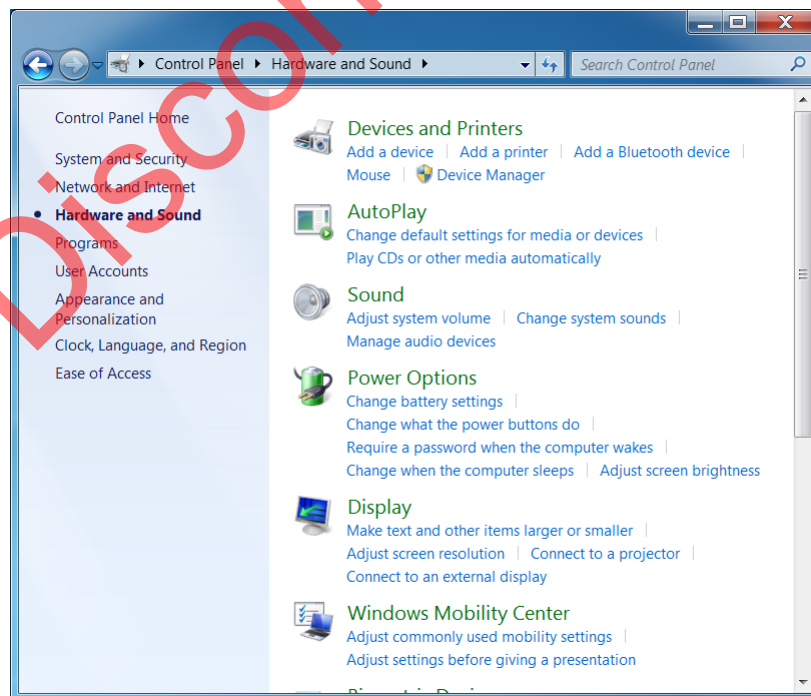 Discon
Control Panel Hardware and Sound Search Control Panel
Control Panel Home
System and Security
Network and Internet
Hardware and Sound
Programs
User Accounts
Appearance and
Personalization
Clock, Language, and Region
Ease of Access
Devices and Printers
Add a device Add a printer Add a Bluetooth device
Mouse Device Manager
AutoPlay
Change default settings for media or devices
Play CDs or other media automatically
Sound
Adjust system volume Change system sounds
Manage audio devices
Power Options
Change battery settings
Change what the power buttons do
Require a password when the computer wakes
Change when the computer sleeps Adjust screen brightness
Display
Make text and other items larger or smaller
Adjust screen resolution Connect to a projector
Connect to an external display
Windows Mobility Center
Adjust commonly used mobility settings
Adjust settings before giving a presentation